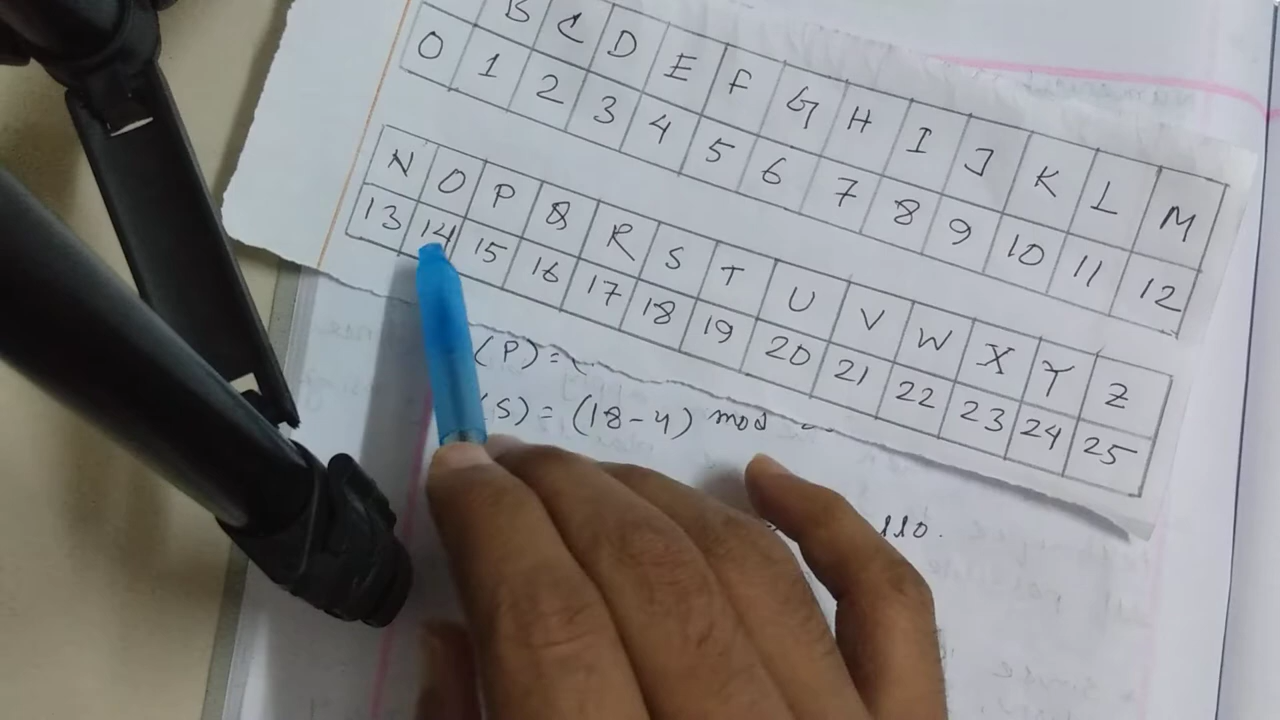 B C D E F G H I J K L M
0 1 2 3 4 5 6 7 8 9 10 11 12
N O P Q R S T U V W X Y Z
13 14 15 16 17 18 19 20 21 22 23 24 25
(P) = (
(S) = (18-4) mod
llo.